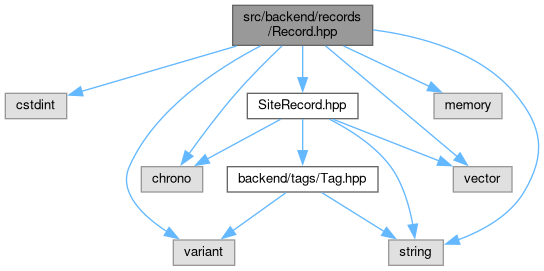 src/backend/records
/Record.hpp
cstdint
SiteRecord.hpp
memory
chrono
backend/tags/Tag.hpp
vector
variant
string